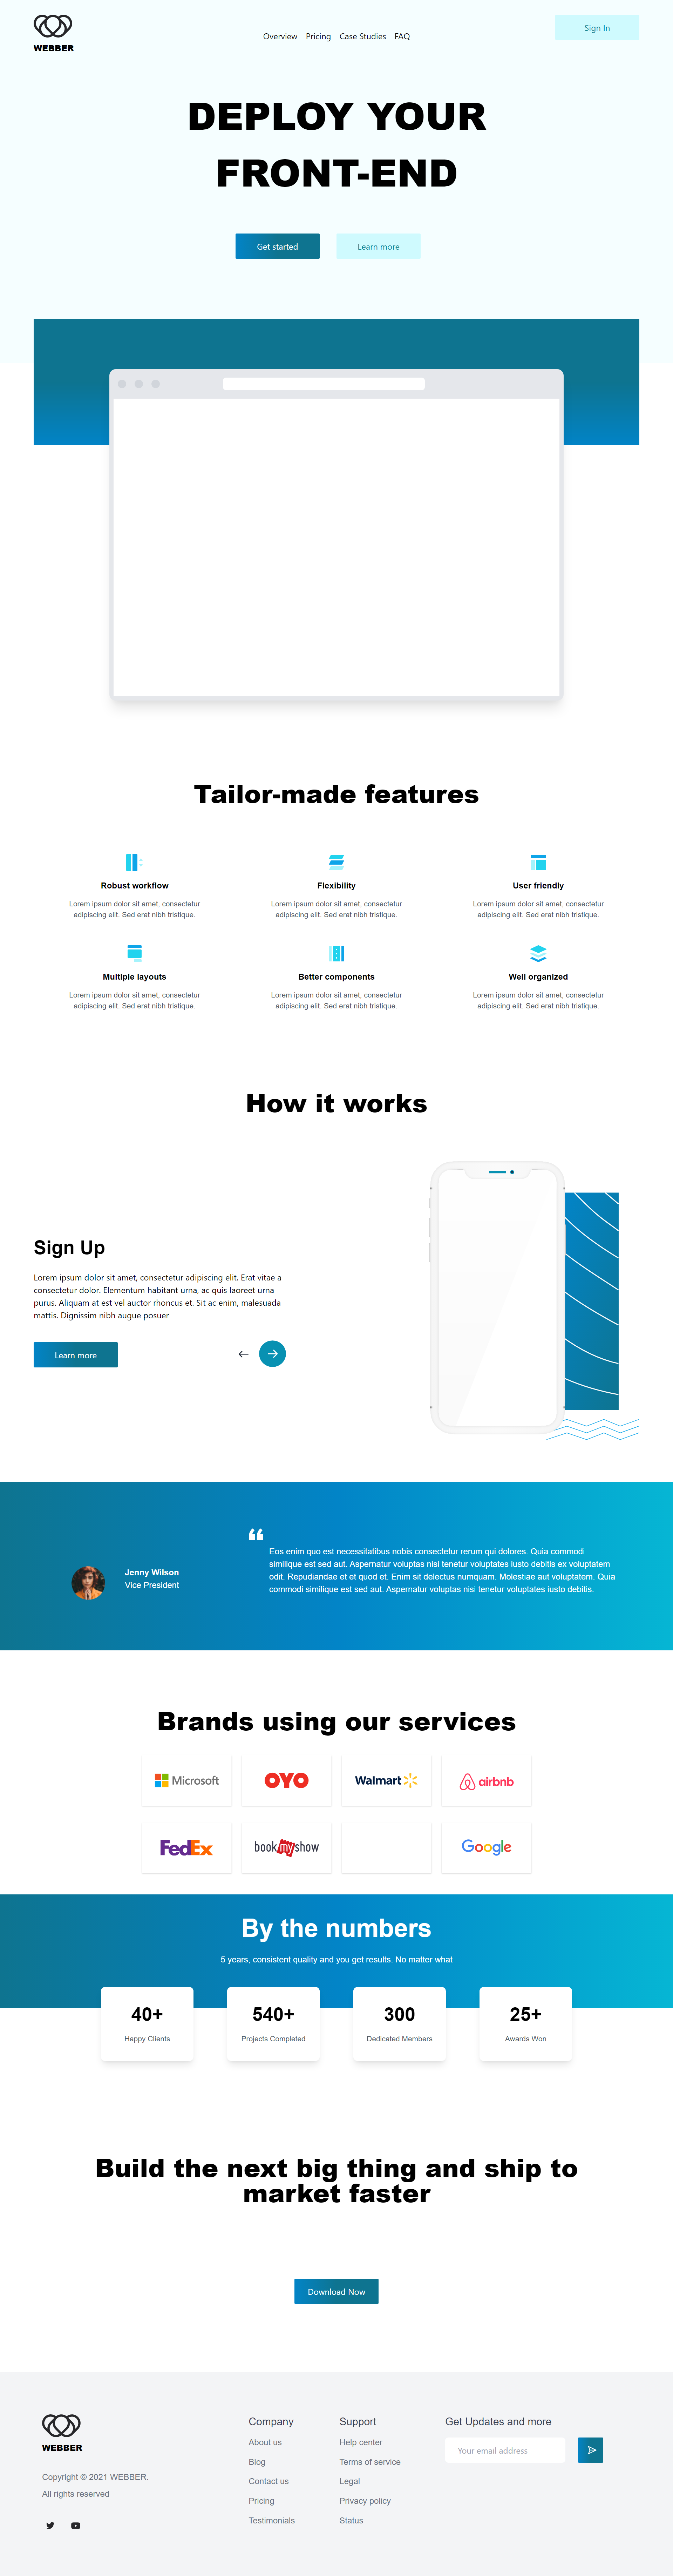 WEBBER
Overview Pricing Case Studies FAQ
Sign In
DEPLOY YOUR
FRONT-END
Get started
Learn more
Tailor-made features
Robust workflow
Lorem ipsum dolor sit amet, consectetur
adipiscing elit. Sed erat nibh tristique.
Flexibility
Lorem ipsum dolor sit amet, consectetur
adipiscing elit. Sed erat nibh tristique.
User friendly
Lorem ipsum dolor sit amet, consectetur
adipiscing elit. Sed erat nibh tristique.
Multiple layouts
Lorem ipsum dolor sit amet, consectetur
adipiscing elit. Sed erat nibh tristique.
Better components
Lorem ipsum dolor sit amet, consectetur
adipiscing elit. Sed erat nibh tristique.
Well organized
Lorem ipsum dolor sit amet, consectetur
adipiscing elit. Sed erat nibh tristique.
How it works
Sign Up
Lorem ipsum dolor sit amet, consectetur adipiscing elit. Erat vitae a
consectetur dolor. Elementum habitant urna, ac quis laoreet urna
purus. Aliquam at est vel auctor rhoncus et. Sit ac enim, malesuada
mattis. Dignissim nibh augue posuer
Learn more
Jenny Wilson
Vice President
“
Eos enim quo est necessitatibus nobis consectetur rerum qui dolores. Quia commodi
similique est sed aut. Aspernatur voluptas nisi tenetur voluptates iusto debitis ex voluptatem
odit. Repudiandae et et quod et. Enim sit delectus numquam. Molestiae aut voluptatem. Quia
commodi similique est sed aut. Aspernatur voluptas nisi tenetur voluptates iusto debitis.
Brands using our services
Microsoft
OYO
Walmart
airbnb
FedEx
bookmyshow
Google
By the numbers
5 years, consistent quality and you get results. No matter what
40+
Happy Clients
540+
Projects Completed
300
Dedicated Members
25+
Awards Won
Build the next big thing and ship to
market faster
Download Now
WEBBER
Copyright © 2021 WEBBER.
All rights reserved
Company
About us
Blog
Contact us
Pricing
Testimonials
Support
Help center
Terms of service
Legal
Privacy policy
Status
Get Updates and more
Your email address